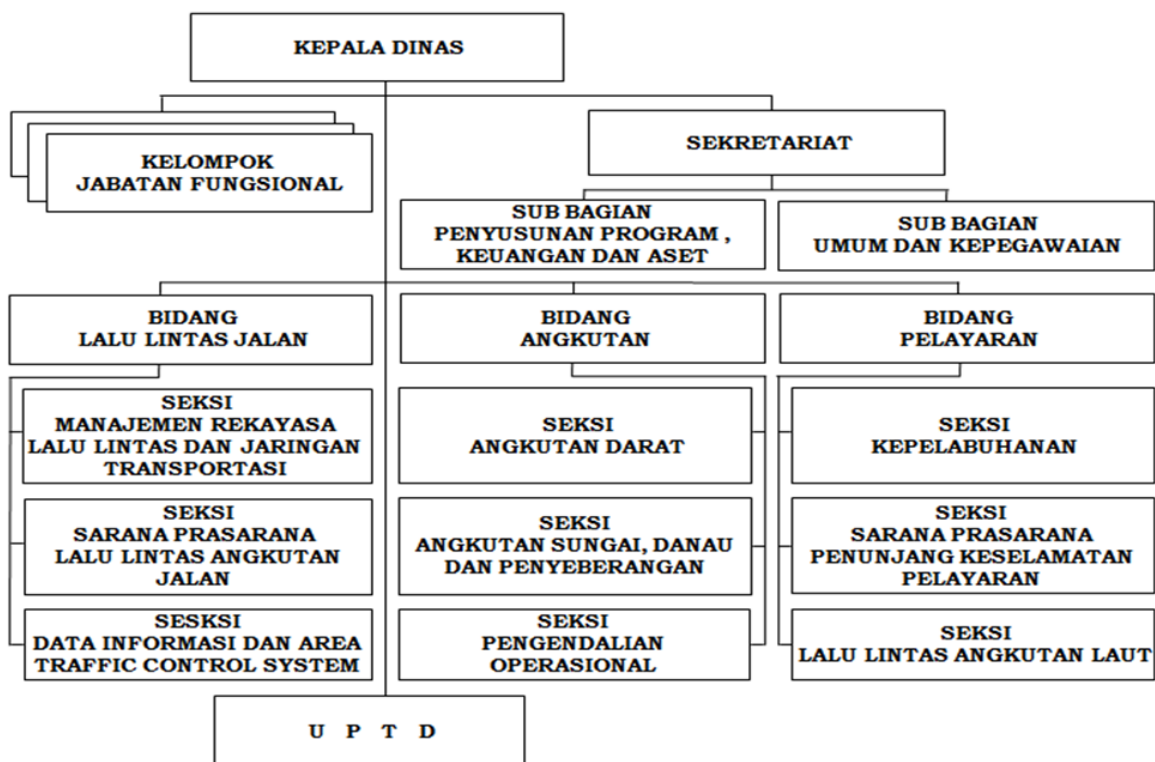 KEPALA DINAS
KELOMPOK
JABATAN FUNGSIONAL
SEKRETARIAT
SUB BAGIAN
PENYUSUNAN PROGRAM ,
KEUANGAN DAN ASET
SUB BAGIAN
UMUM DAN KEPEGAWAIAN
BIDANG
LALU LINTAS JALAN
BIDANG
ANGKUTAN
BIDANG
PELAYARAN
SEKSI
MANAJEMEN REKAYASA
LALU LINTAS DAN JARINGAN
TRANSPORTASI
SEKSI
ANGKUTAN DARAT
SEKSI
KEPELABUHANAN
SEKSI
SARANA PRASARANA
LALU LINTAS ANGKUTAN
JALAN
SEKSI
ANGKUTAN SUNGAI, DANAU
DAN PENYEBERANGAN
SEKSI
SARANA PRASARANA
PENUNJANG KESELAMATAN
PELAYARAN
SESKSI
DATA INFORMASI DAN AREA
TRAFFIC CONTROL SYSTEM
SEKSI
PENGENDALIAN
OPERASIONAL
SEKSI
LALU LINTAS ANGKUTAN LAUT
U P T D